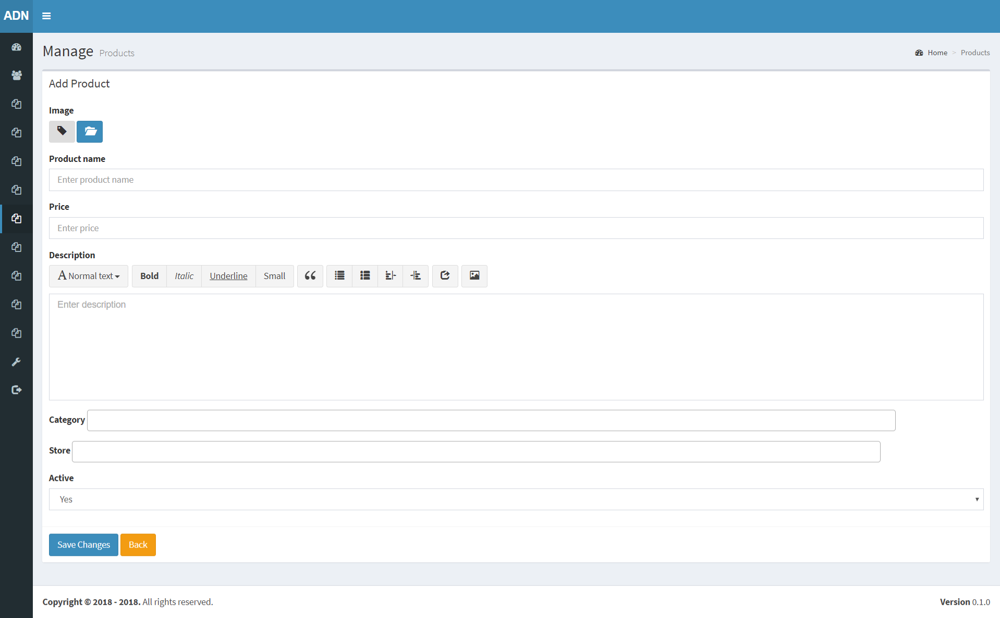 ADN
Manage Products
Home > Products
Add Product
Image
Product name
Enter product name
Price
Enter price
Description
A Normal text Bold Italic Underline Small
Enter description
Category
Store
Active
Yes
Save Changes Back
Copyright © 2018 - 2018. All rights reserved.
Version 0.1.0